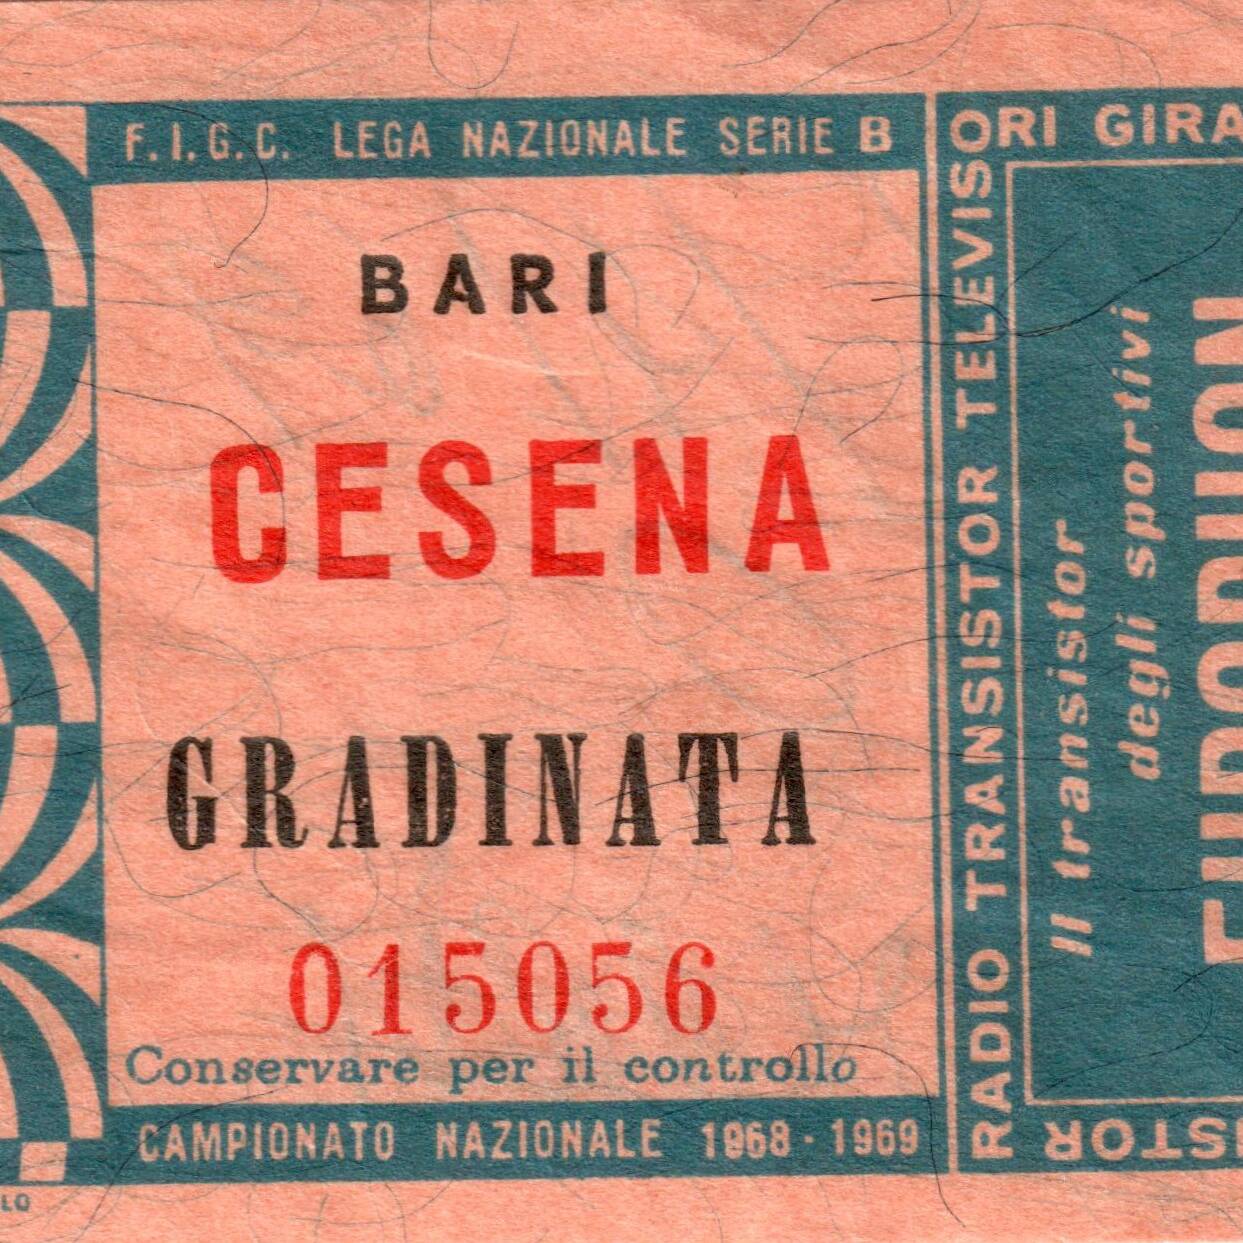 F.I.G.C. LEGA NAZIONALE SERIE B
BARI
CESENA
GRADINATA
015056
Conservare per il controllo
CAMPIONATO NAZIONALE 1968 - 1969
RADIO TRANSISTOR TELEVISORI
Il transistor
degli sportivi